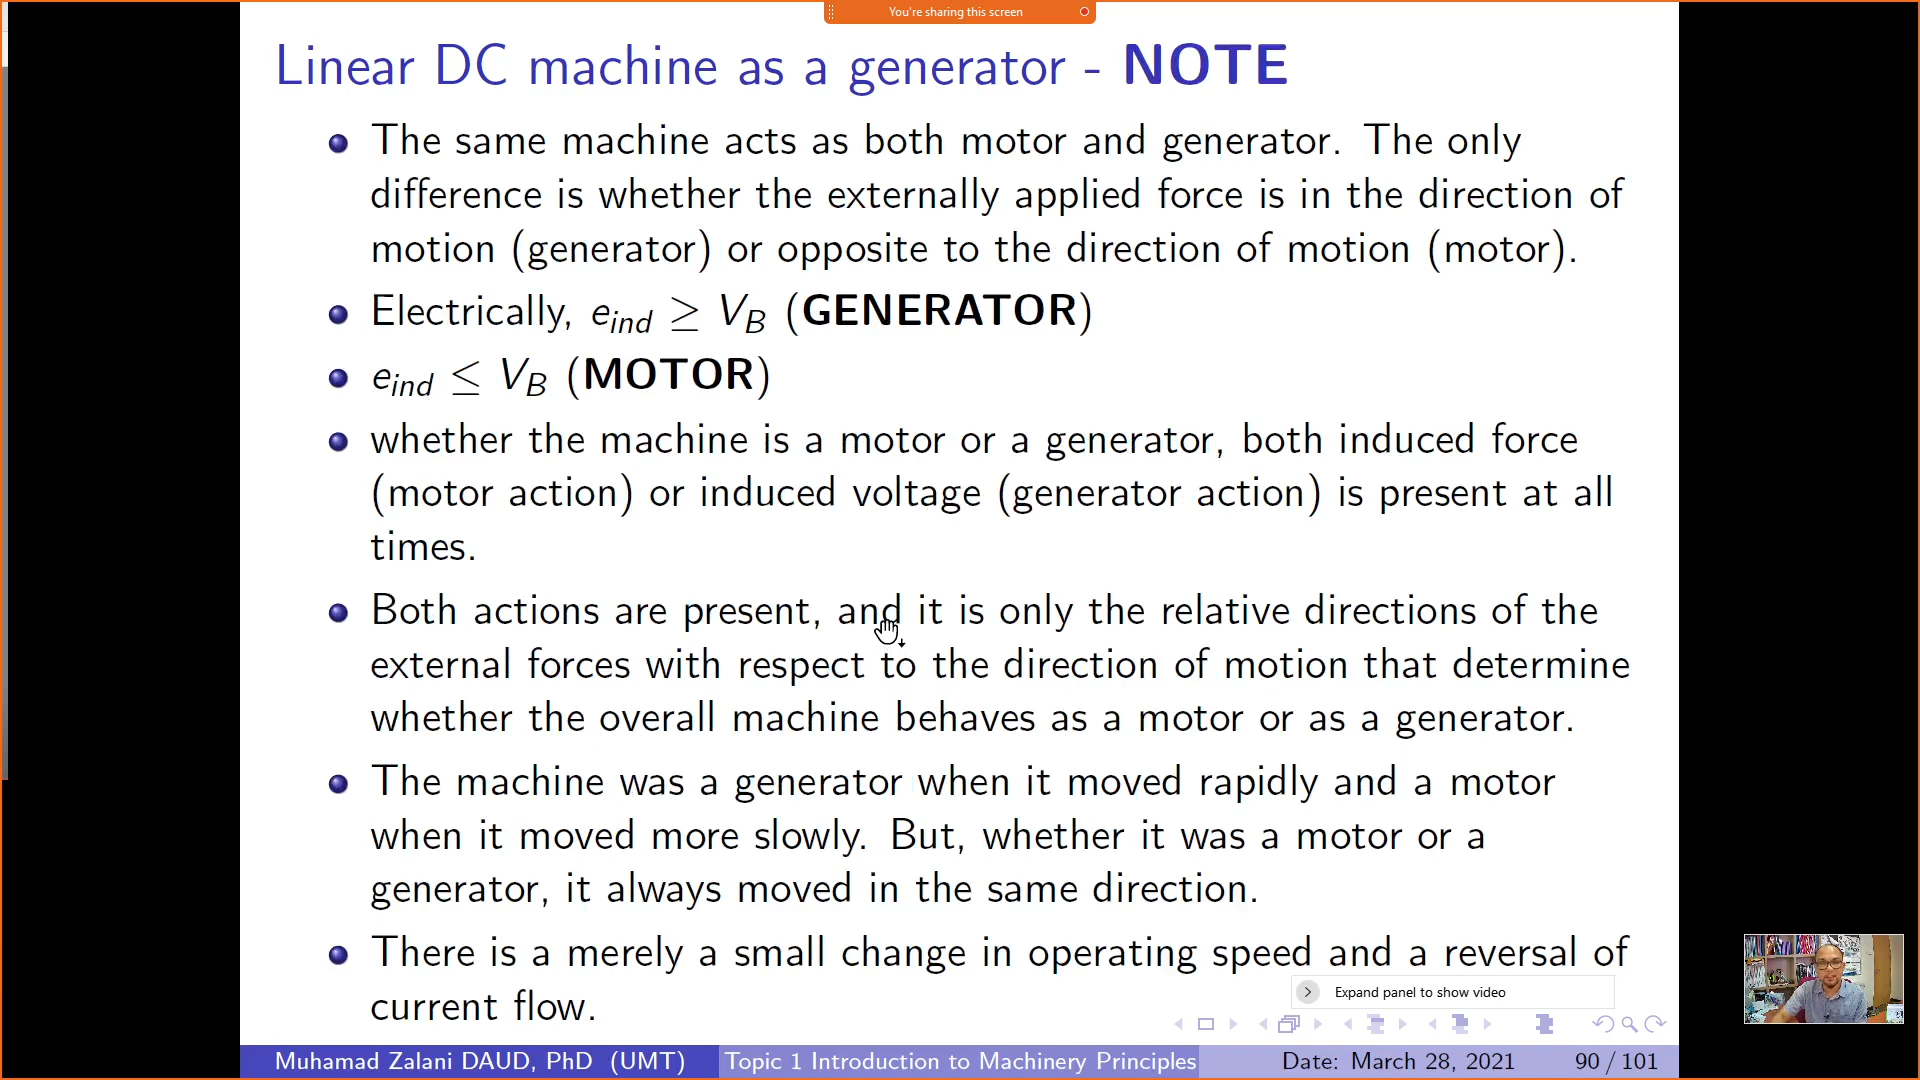 You're sharing this screen
Linear DC machine as a generator - NOTE
The same machine acts as both motor and generator. The only
difference is whether the externally applied force is in the direction of
motion (generator) or opposite to the direction of motion (motor).
Electrically, e_ind ≥ V_B (GENERATOR)
e_ind ≤ V_B (MOTOR)
whether the machine is a motor or a generator, both induced force
(motor action) or induced voltage (generator action) is present at all
times.
Both actions are present, and it is only the relative directions of the
external forces with respect to the direction of motion that determine
whether the overall machine behaves as a motor or as a generator.
The machine was a generator when it moved rapidly and a motor
when it moved more slowly. But, whether it was a motor or a
generator, it always moved in the same direction.
There is a merely a small change in operating speed and a reversal of
current flow.
Expand panel to show video
Muhamad Zalani DAUD, PhD (UMT) Topic 1 Introduction to Machinery Principles Date: March 28, 2021 90 / 101